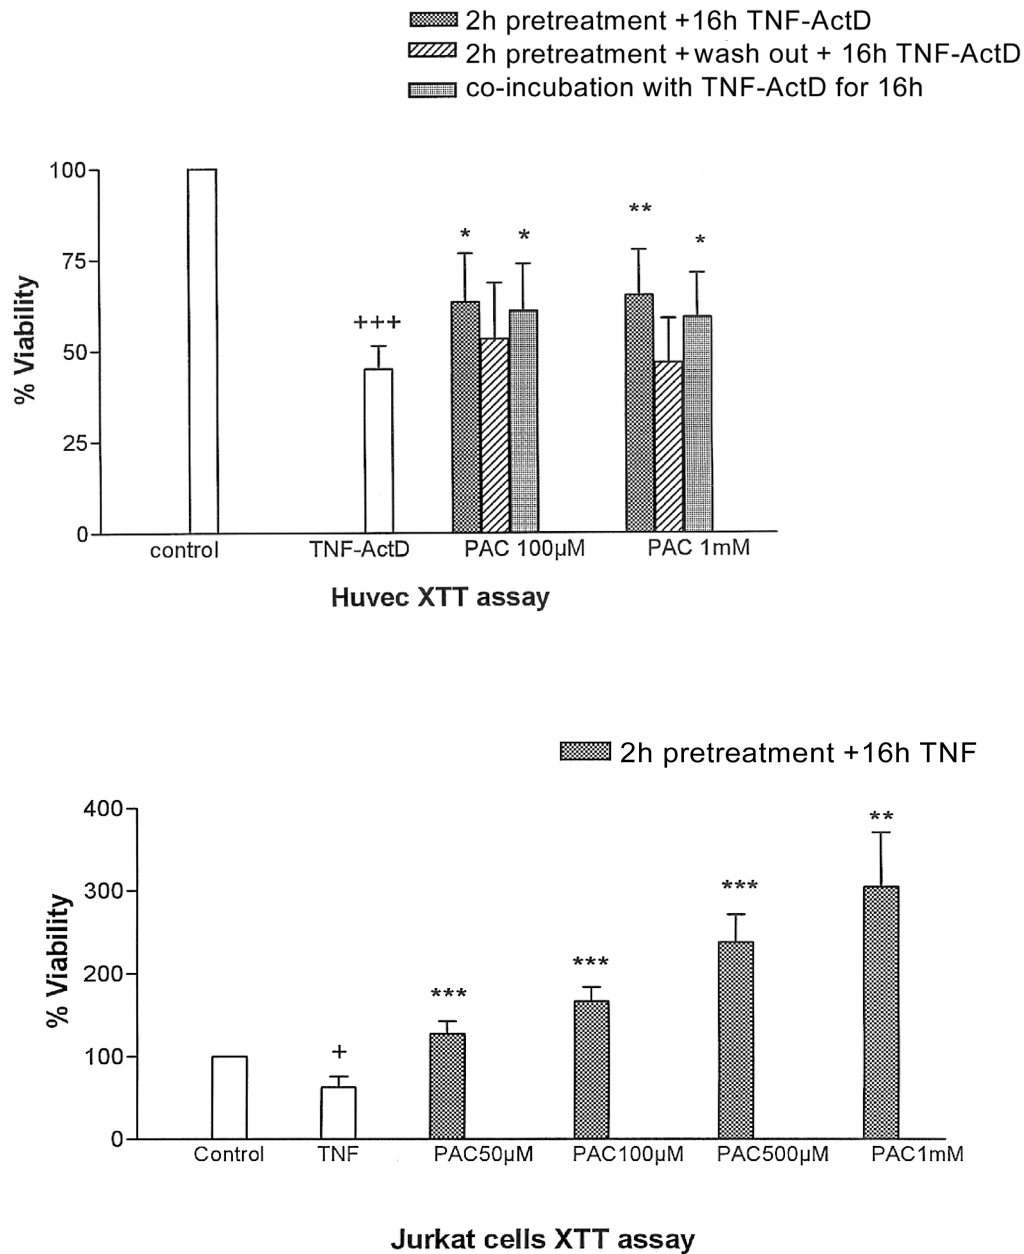 2h pretreatment +16h TNF-ActD
2h pretreatment +wash out + 16h TNF-ActD
co-incubation with TNF-ActD for 16h
100
75
50
25
0
% Viability
+++
*
*
**
*
control
TNF-ActD
PAC 100µM
PAC 1mM
Huvec XTT assay
2h pretreatment +16h TNF
400
300
200
100
0
% Viability
+
***
***
***
**
Control
TNF
PAC50µM
PAC100µM
PAC500µM
PAC1mM
Jurkat cells XTT assay